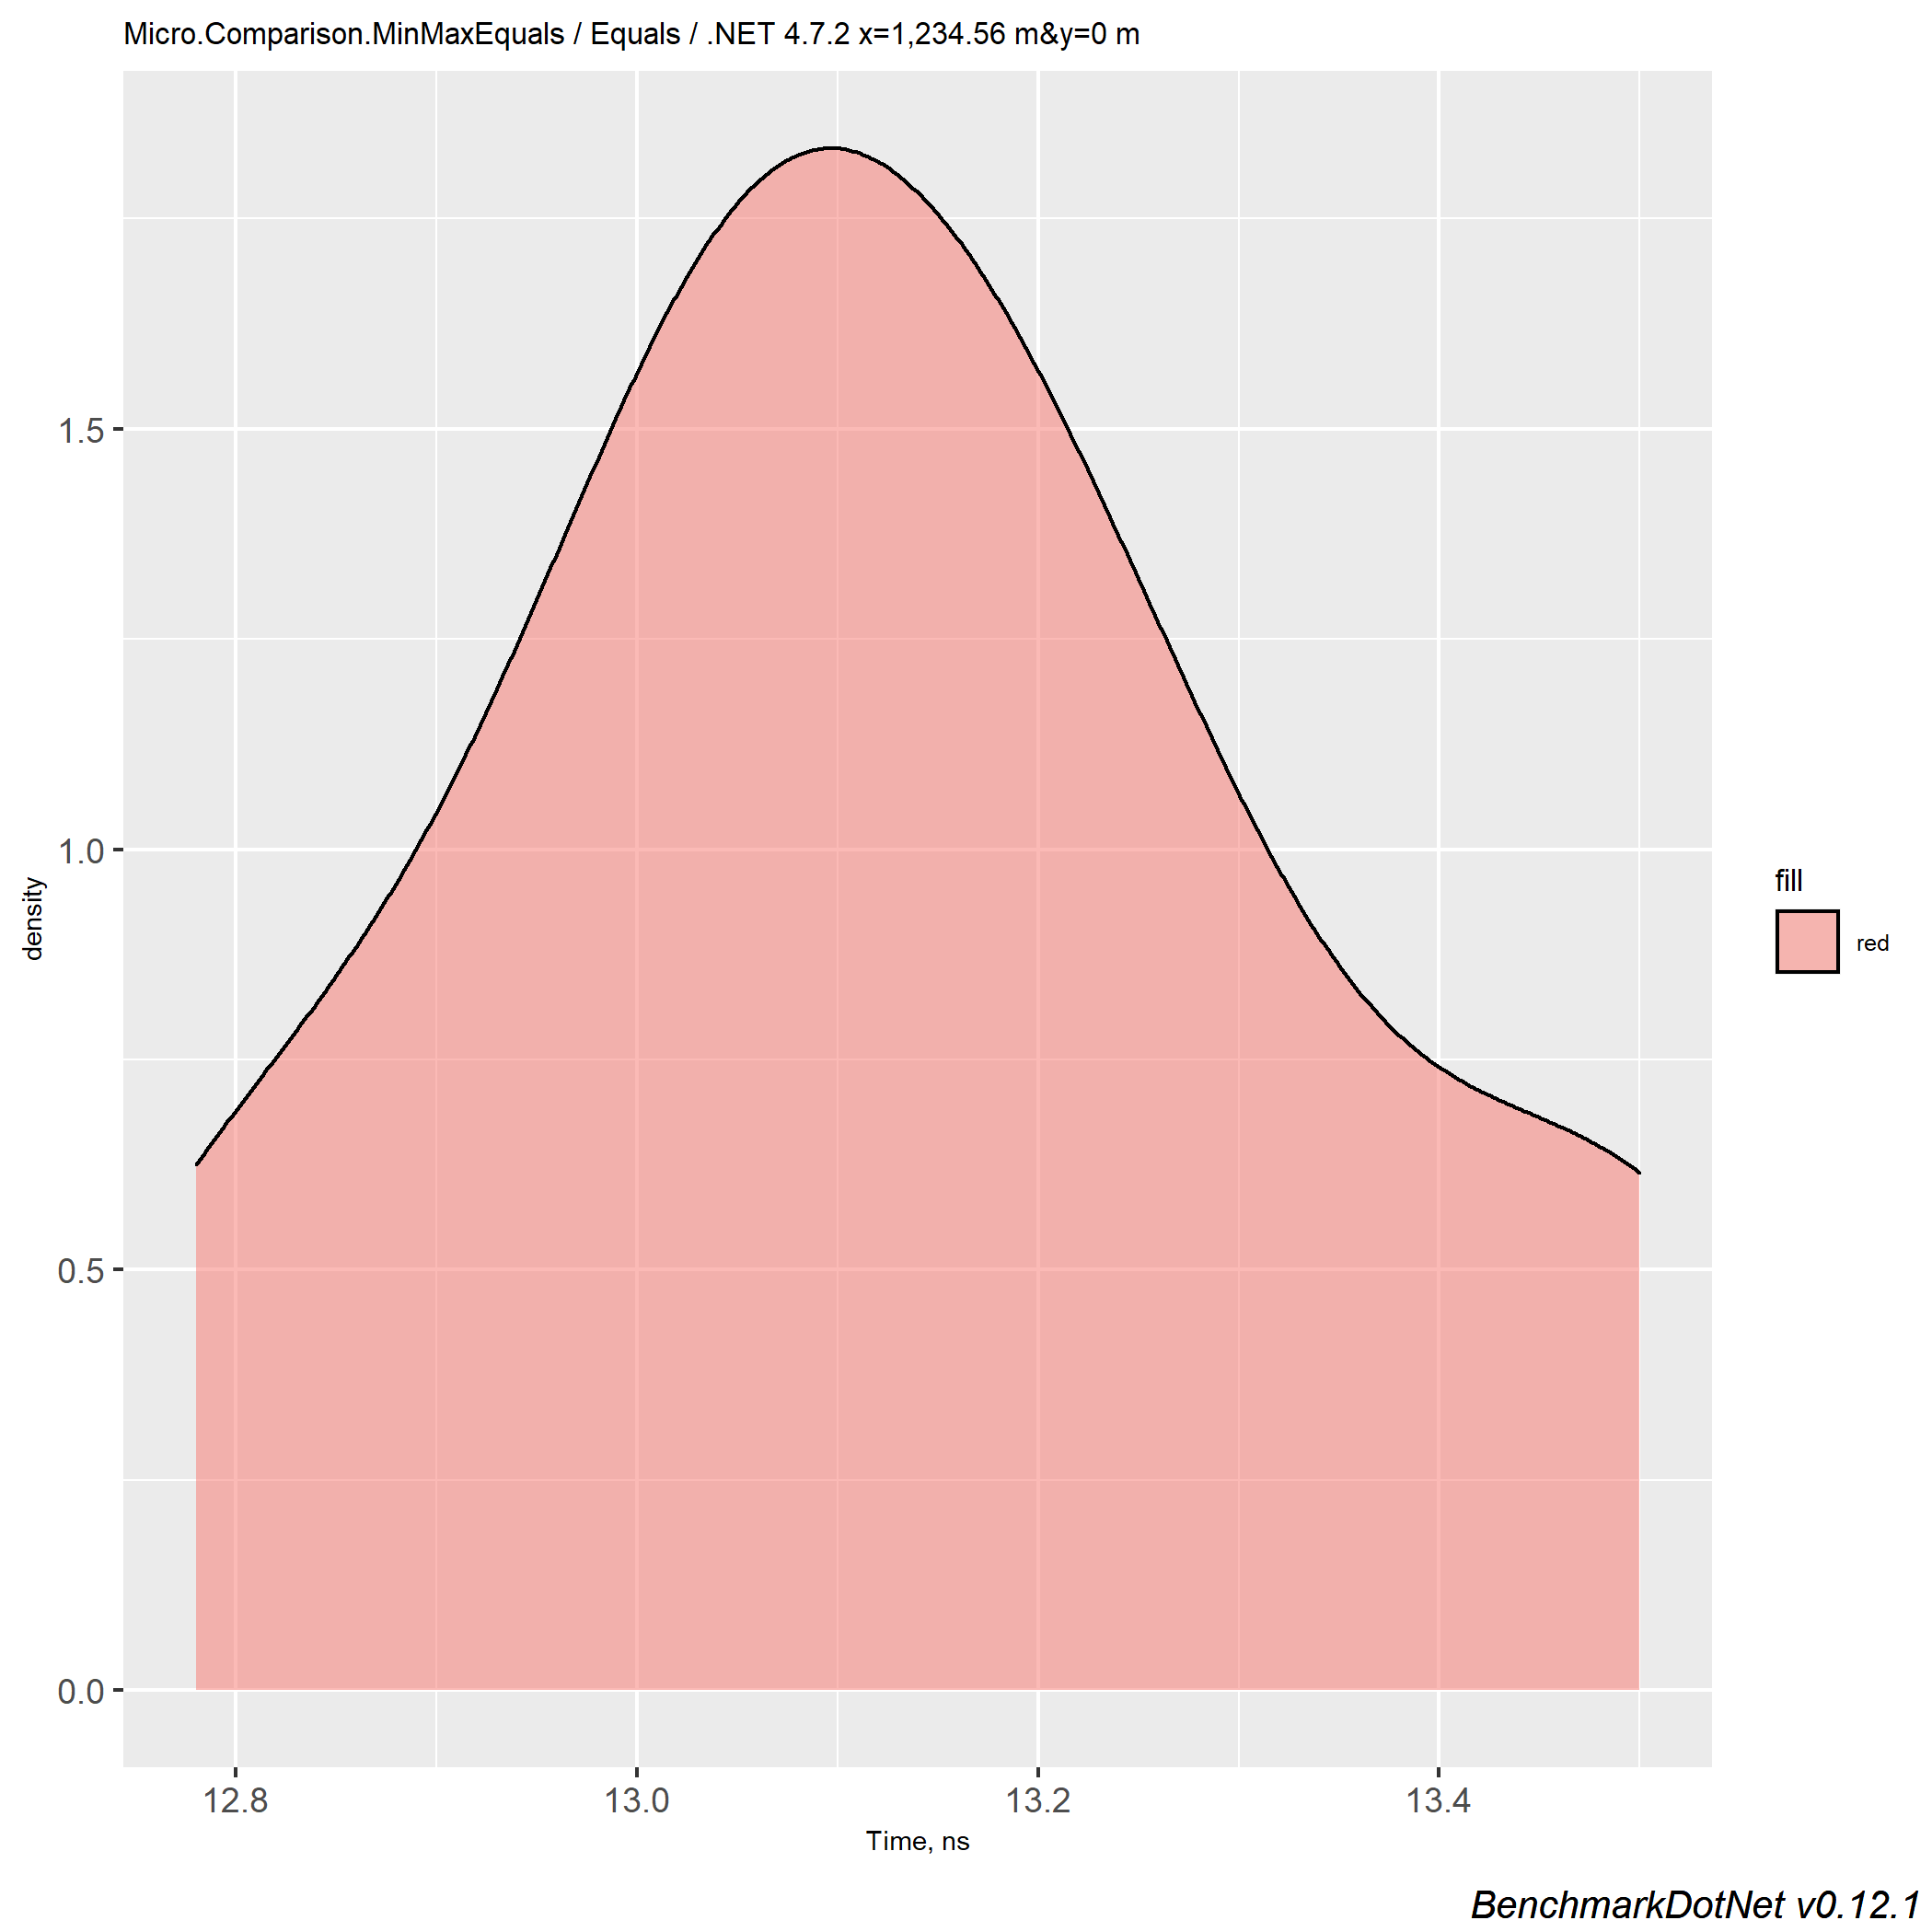 Micro.Comparison.MinMaxEquals / Equals / .NET 4.7.2 x=1,234.56 m&y=0 m
1.5
1.0
0.5
0.0
density
12.8 13.0 13.2 13.4
Time, ns
fill
red
BenchmarkDotNet v0.12.1